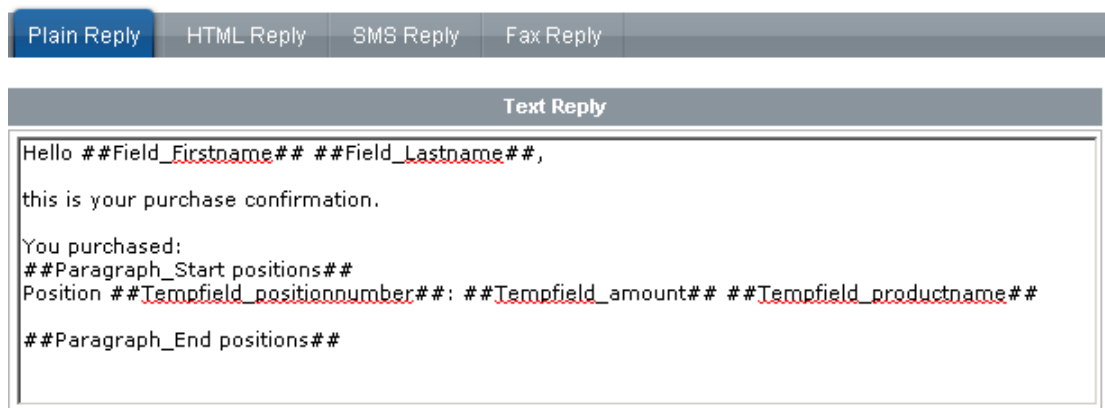 Plain Reply HTML Reply SMS Reply Fax Reply
Text Reply
Hello ##Field_Firstname## ##Field_Lastname##,
this is your purchase confirmation.
You purchased:
##Paragraph_Start positions##
Position ##Tempfield_positionnumber##: ##Tempfield_amount## ##Tempfield_productname##
##Paragraph_End positions##